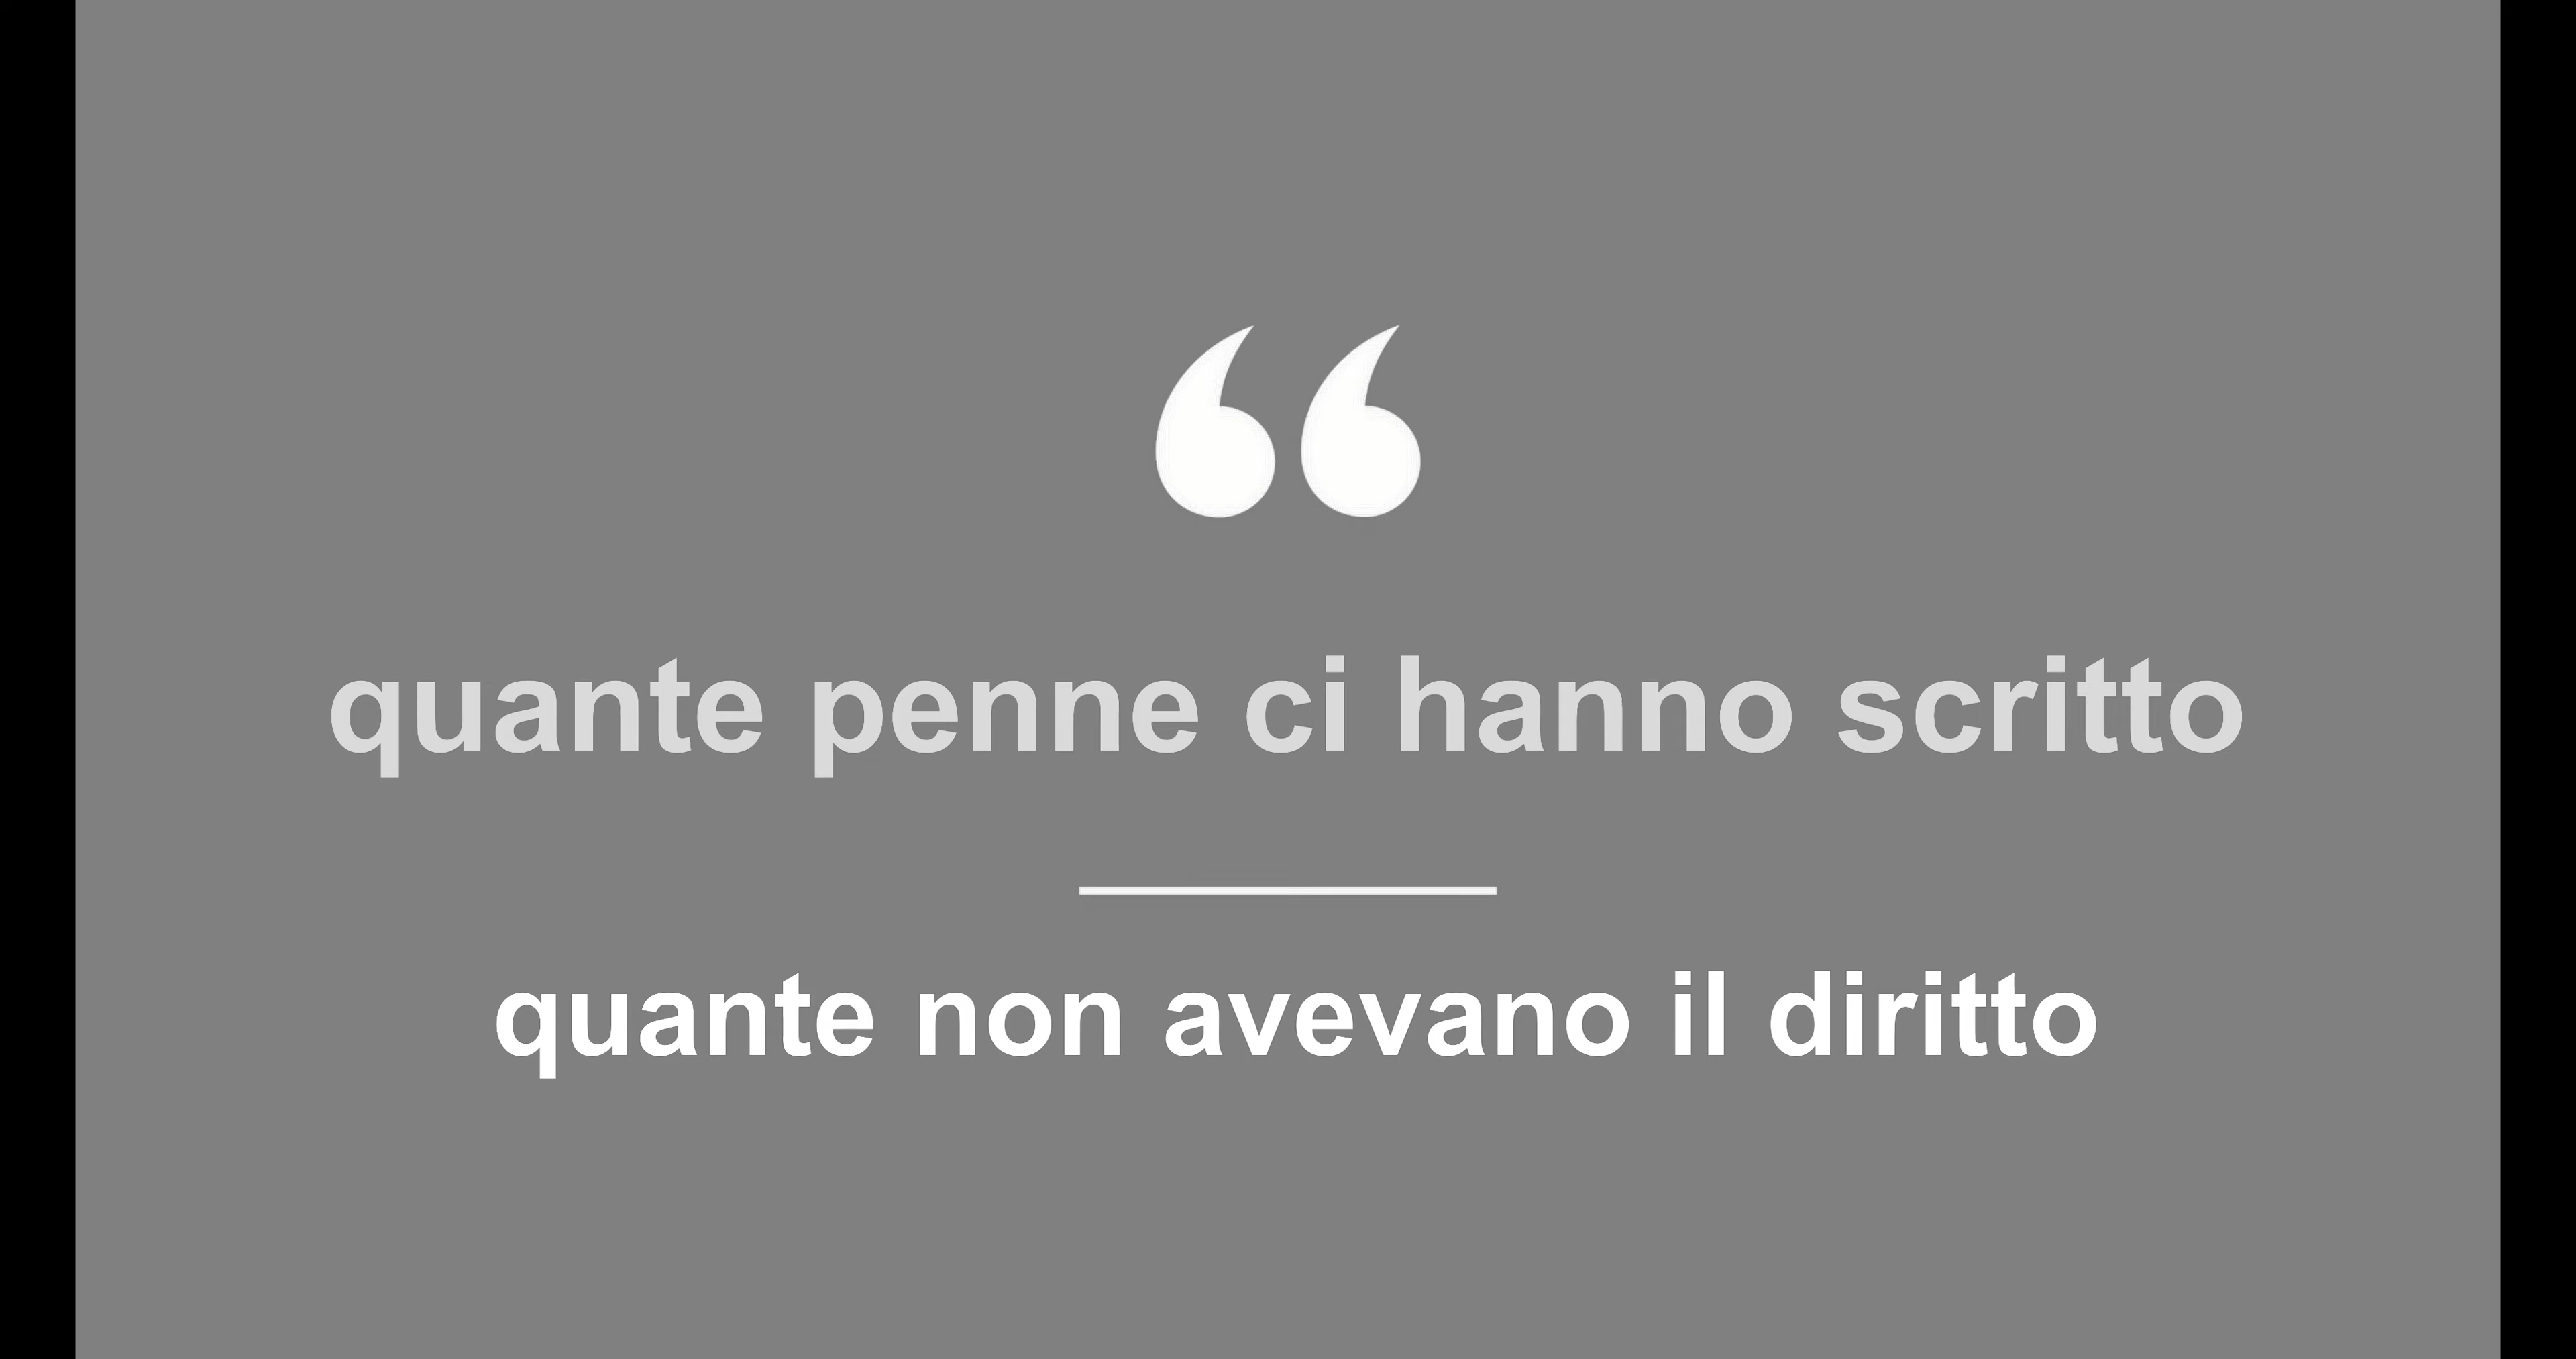 “
quante penne ci hanno scritto
quante non avevano il diritto